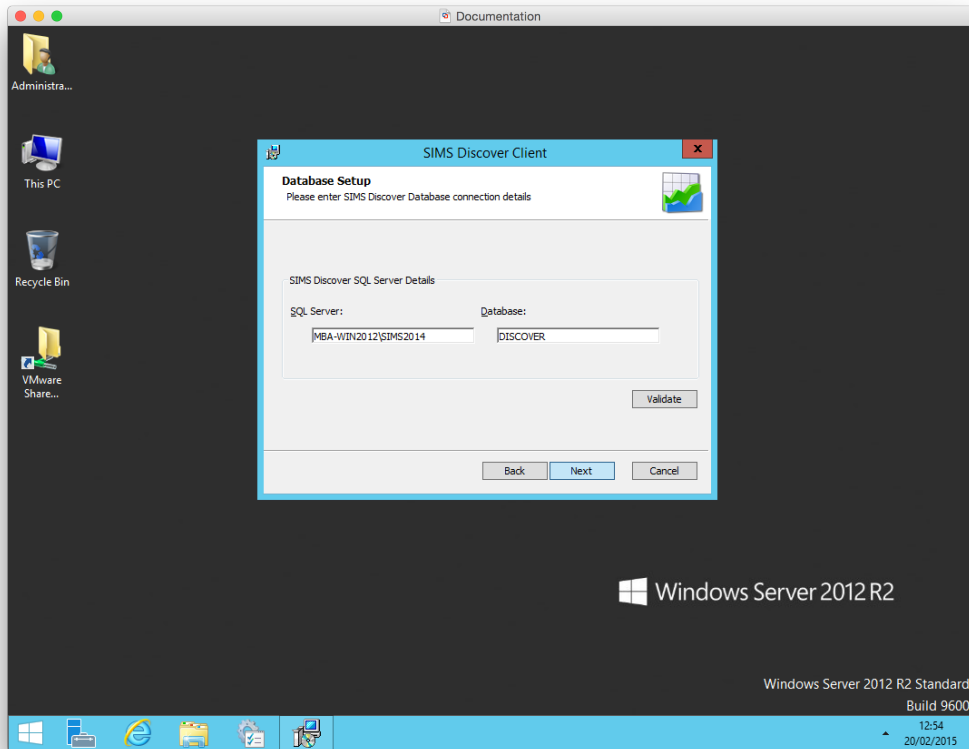 Documentation
Administra...
This PC
Recycle Bin
VMware
Share...
SIMS Discover Client
x
Database Setup
Please enter SIMS Discover Database connection details
SIMS Discover SQL Server Details
SQL Server:
Database:
MBA-WIN2012\SIMS2014
DISCOVER
Validate
Back
Next
Cancel
Windows Server 2012 R2
Windows Server 2012 R2 Standard
Build 9600
12:54
20/02/2015